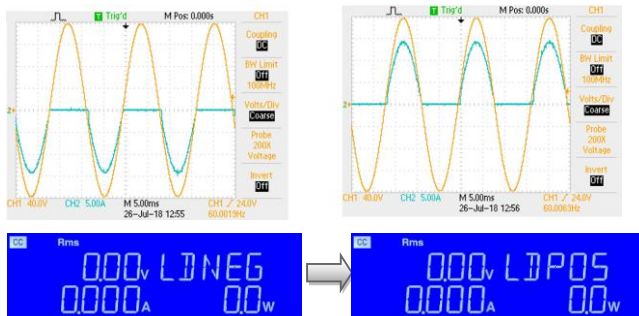 Trig'd M Pos: 0.000s CH1
Coupling
DC
BW Limit
Off
100MHz
Volts/Div
Coarse
Probe
200X
Voltage
Invert
Off
2
CH1 40.0V CH2 5.00A M 5.00ms CH1 / 24.0V
26-Jul-18 12:55 60.0019Hz
Trig'd M Pos: 0.000s CH1
Coupling
DC
BW Limit
Off
100MHz
Volts/Div
Coarse
Probe
200X
Voltage
Invert
Off
2
CH1 40.0V CH2 5.00A M 5.00ms CH1 / 24.0V
26-Jul-18 12:56 60.0063Hz
CC Rms
0.00V LDNEG
0.000A 0.0W
CC Rms
0.00V LDPOS
0.000A 0.0W